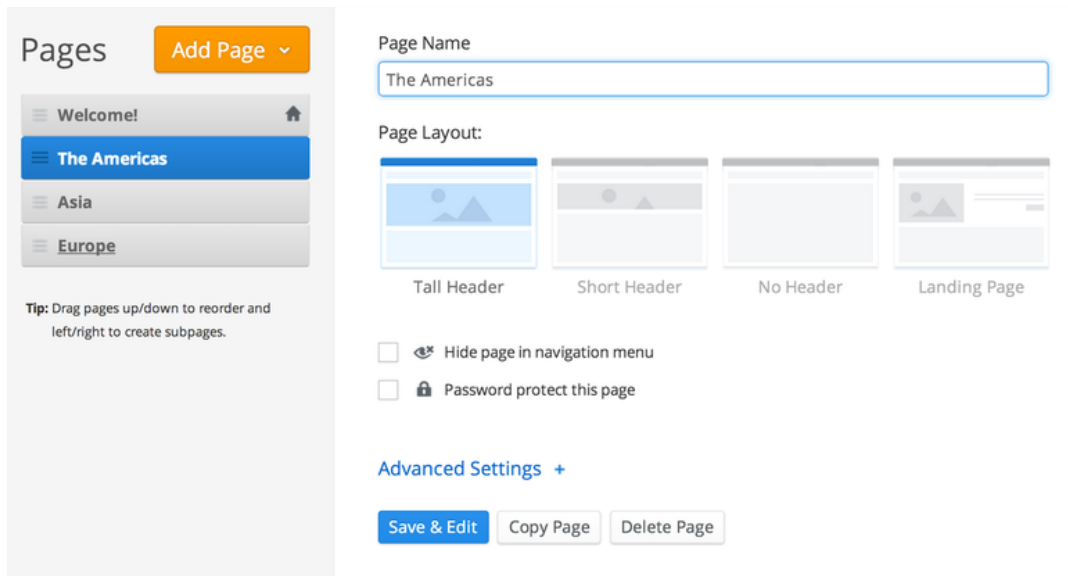 Pages
Add Page
Welcome!
The Americas
Asia
Europe
Tip: Drag pages up/down to reorder and
left/right to create subpages.
Page Name
The Americas
Page Layout:
Tall Header
Short Header
No Header
Landing Page
Hide page in navigation menu
Password protect this page
Advanced Settings +
Save & Edit
Copy Page
Delete Page